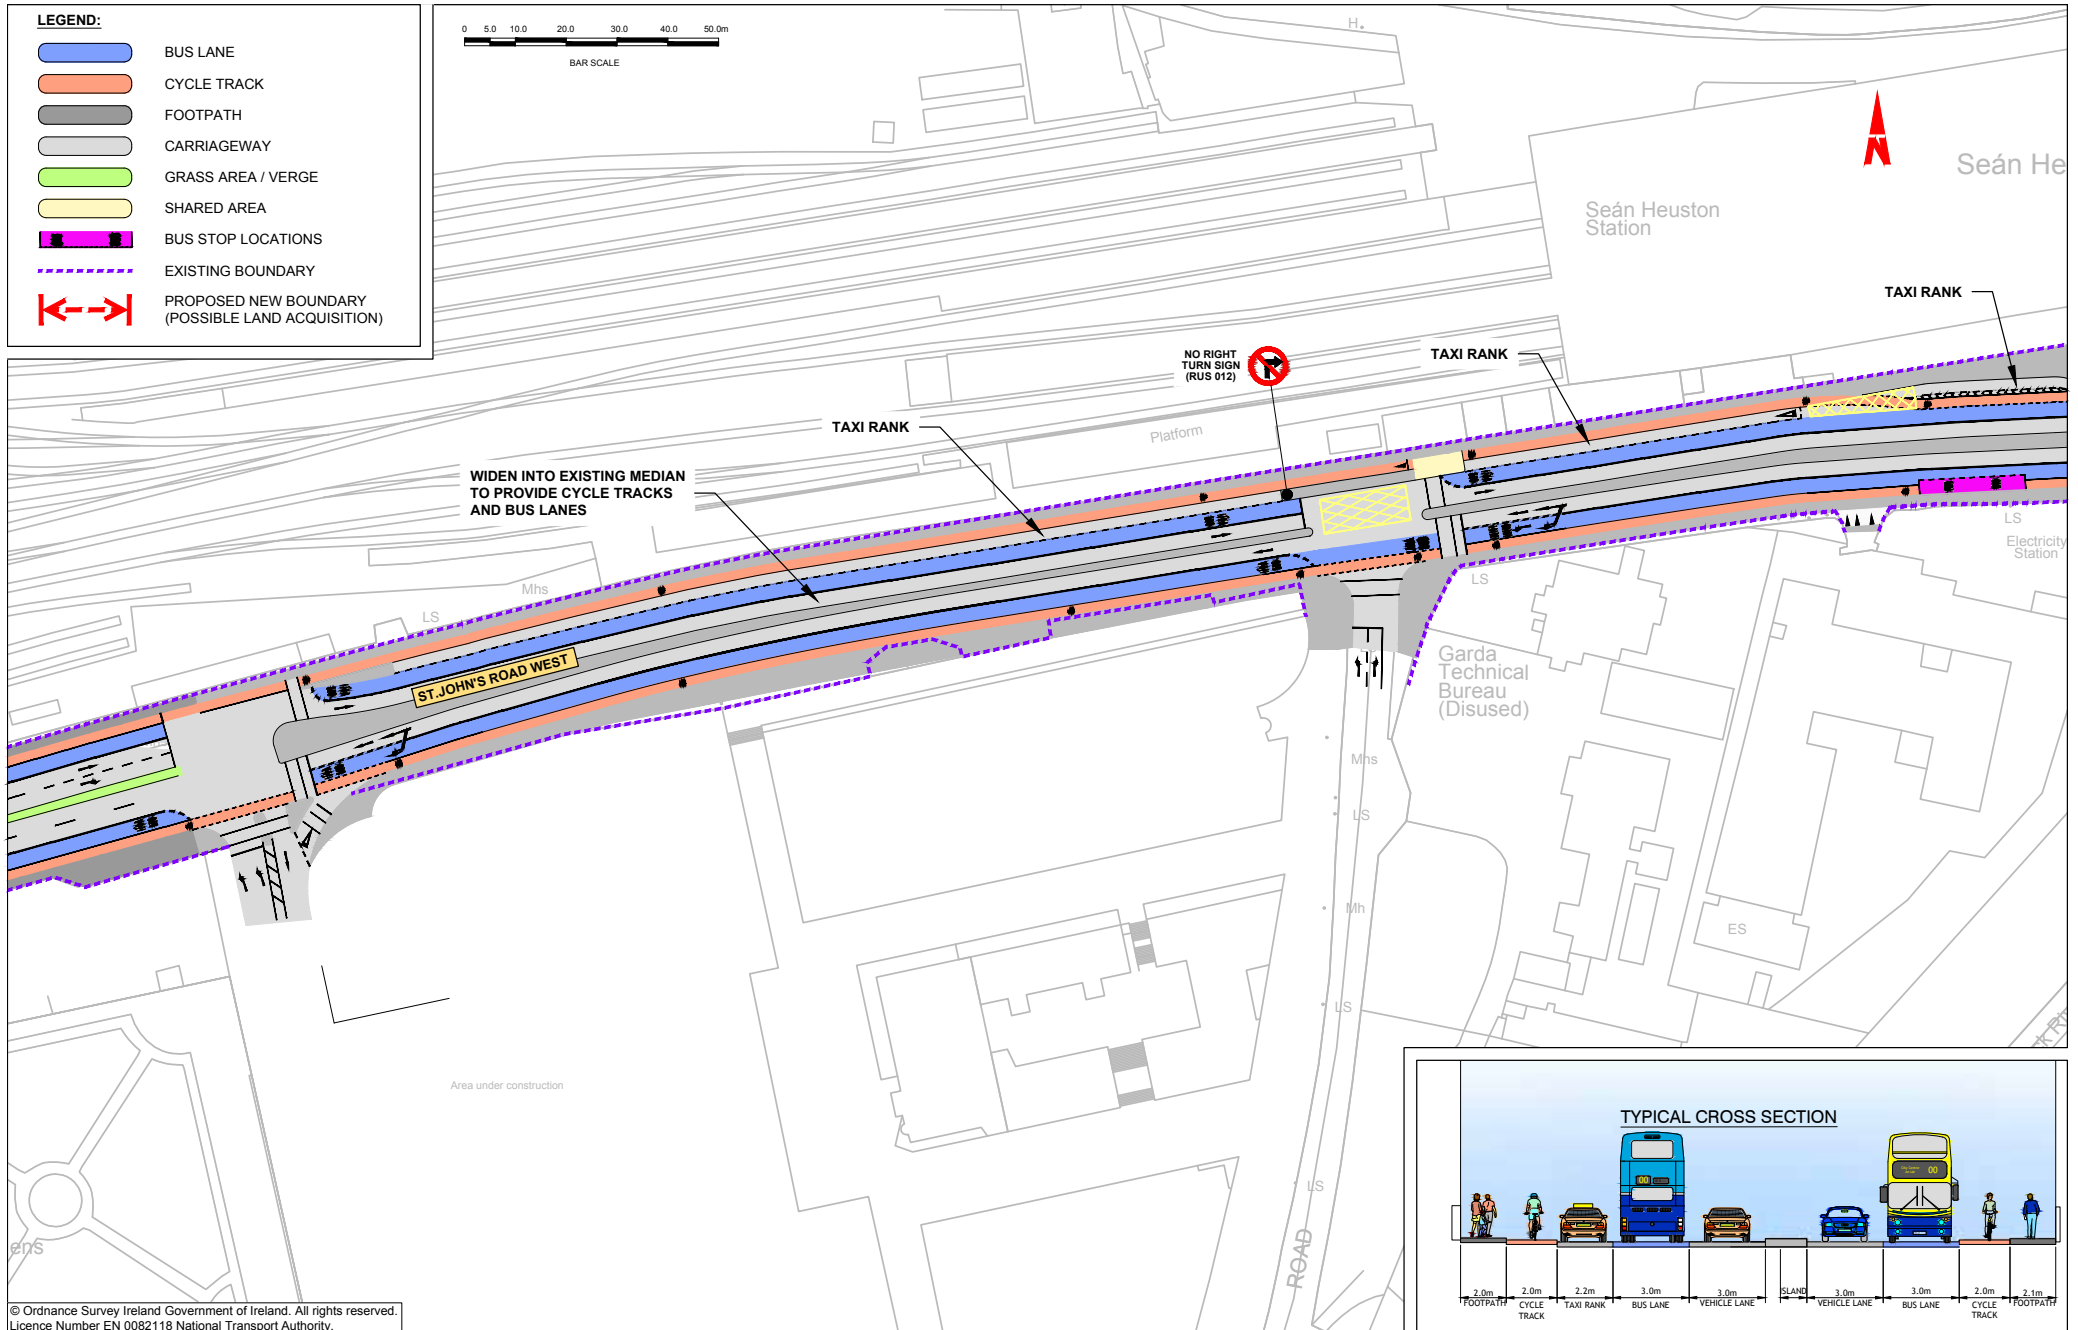 LEGEND:
BUS LANE
CYCLE TRACK
FOOTPATH
CARRIAGEWAY
GRASS AREA / VERGE
SHARED AREA
BUS STOP LOCATIONS
EXISTING BOUNDARY
PROPOSED NEW BOUNDARY
(POSSIBLE LAND ACQUISITION)
0 5.0 10.0 20.0 30.0 40.0 50.0m
BAR SCALE
H
N
Seán He
Seán Heuston
Station
TAXI RANK
TAXI RANK
NO RIGHT
TURN SIGN
(RUS 012)
TAXI RANK
Platform
WIDEN INTO EXISTING MEDIAN
TO PROVIDE CYCLE TRACKS
AND BUS LANES
LS
Electricity
Station
Mhs
LS
LS
ST.JOHN'S ROAD WEST
Garda
Technical
Bureau
(Disused)
Mhs
LS
Mh
ES
LS
Area under construction
LS
ROAD
ens
TYPICAL CROSS SECTION
00
00
2.0m
FOOTPATH
2.0m
CYCLE
TRACK
2.2m
TAXI RANK
3.0m
BUS LANE
3.0m
VEHICLE LANE
ISLAND
3.0m
VEHICLE LANE
3.0m
BUS LANE
2.0m
CYCLE
TRACK
2.1m
FOOTPATH
© Ordnance Survey Ireland Government of Ireland. All rights reserved.
Licence Number EN 0082118 National Transport Authority.